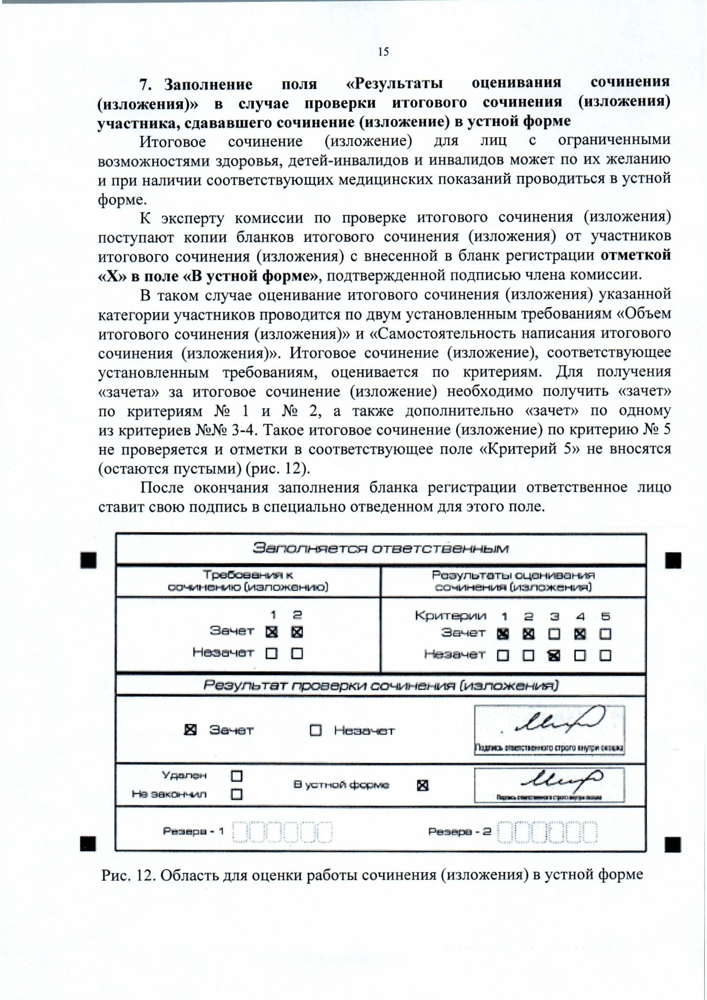 15
7. Заполнение поля «Результаты оценивания сочинения
(изложения)» в случае проверки итогового сочинения (изложения)
участника, сдававшего сочинение (изложение) в устной форме
Итоговое сочинение (изложение) для лиц с ограниченными
возможностями здоровья, детей-инвалидов и инвалидов может по их желанию
и при наличии соответствующих медицинских показаний проводиться в устной
форме.
К эксперту комиссии по проверке итогового сочинения (изложения)
поступают копии бланков итогового сочинения (изложения) от участников
итогового сочинения (изложения) с внесенной в бланк регистрации отметкой
«Х» в поле «В устной форме», подтвержденной подписью члена комиссии.
В таком случае оценивание итогового сочинения (изложения) указанной
категории участников проводится по двум установленным требованиям «Объем
итогового сочинения (изложения)» и «Самостоятельность написания итогового
сочинения (изложения)». Итоговое сочинение (изложение), соответствующее
установленным требованиям, оценивается по критериям. Для получения
«зачета» за итоговое сочинение (изложение) необходимо получить «зачет»
по критериям № 1 и № 2, а также дополнительно «зачет» по одному
из критериев №№ 3-4. Такое итоговое сочинение (изложение) по критерию № 5
не проверяется и отметки в соответствующее поле «Критерий 5» не вносятся
(остаются пустыми) (рис. 12).
После окончания заполнения бланка регистрации ответственное лицо
ставит свою подпись в специально отведенном для этого поле.
Заполняется ответственным
Требования к
сочинению (изложению)
Результаты оценивания
сочинения (изложения)
1 2
Зачет
Незачет
Критерии 1 2 3 4 5
Зачет
Незачет
Результат проверки сочинения (изложения)
Зачет Незачет
Подпись ответственного строго внутри окошка
Удален
Не закончил
В устной форме
Подпись ответственного строго внутри окошка
Резерв - 1 Резерв - 2
Рис. 12. Область для оценки работы сочинения (изложения) в устной форме